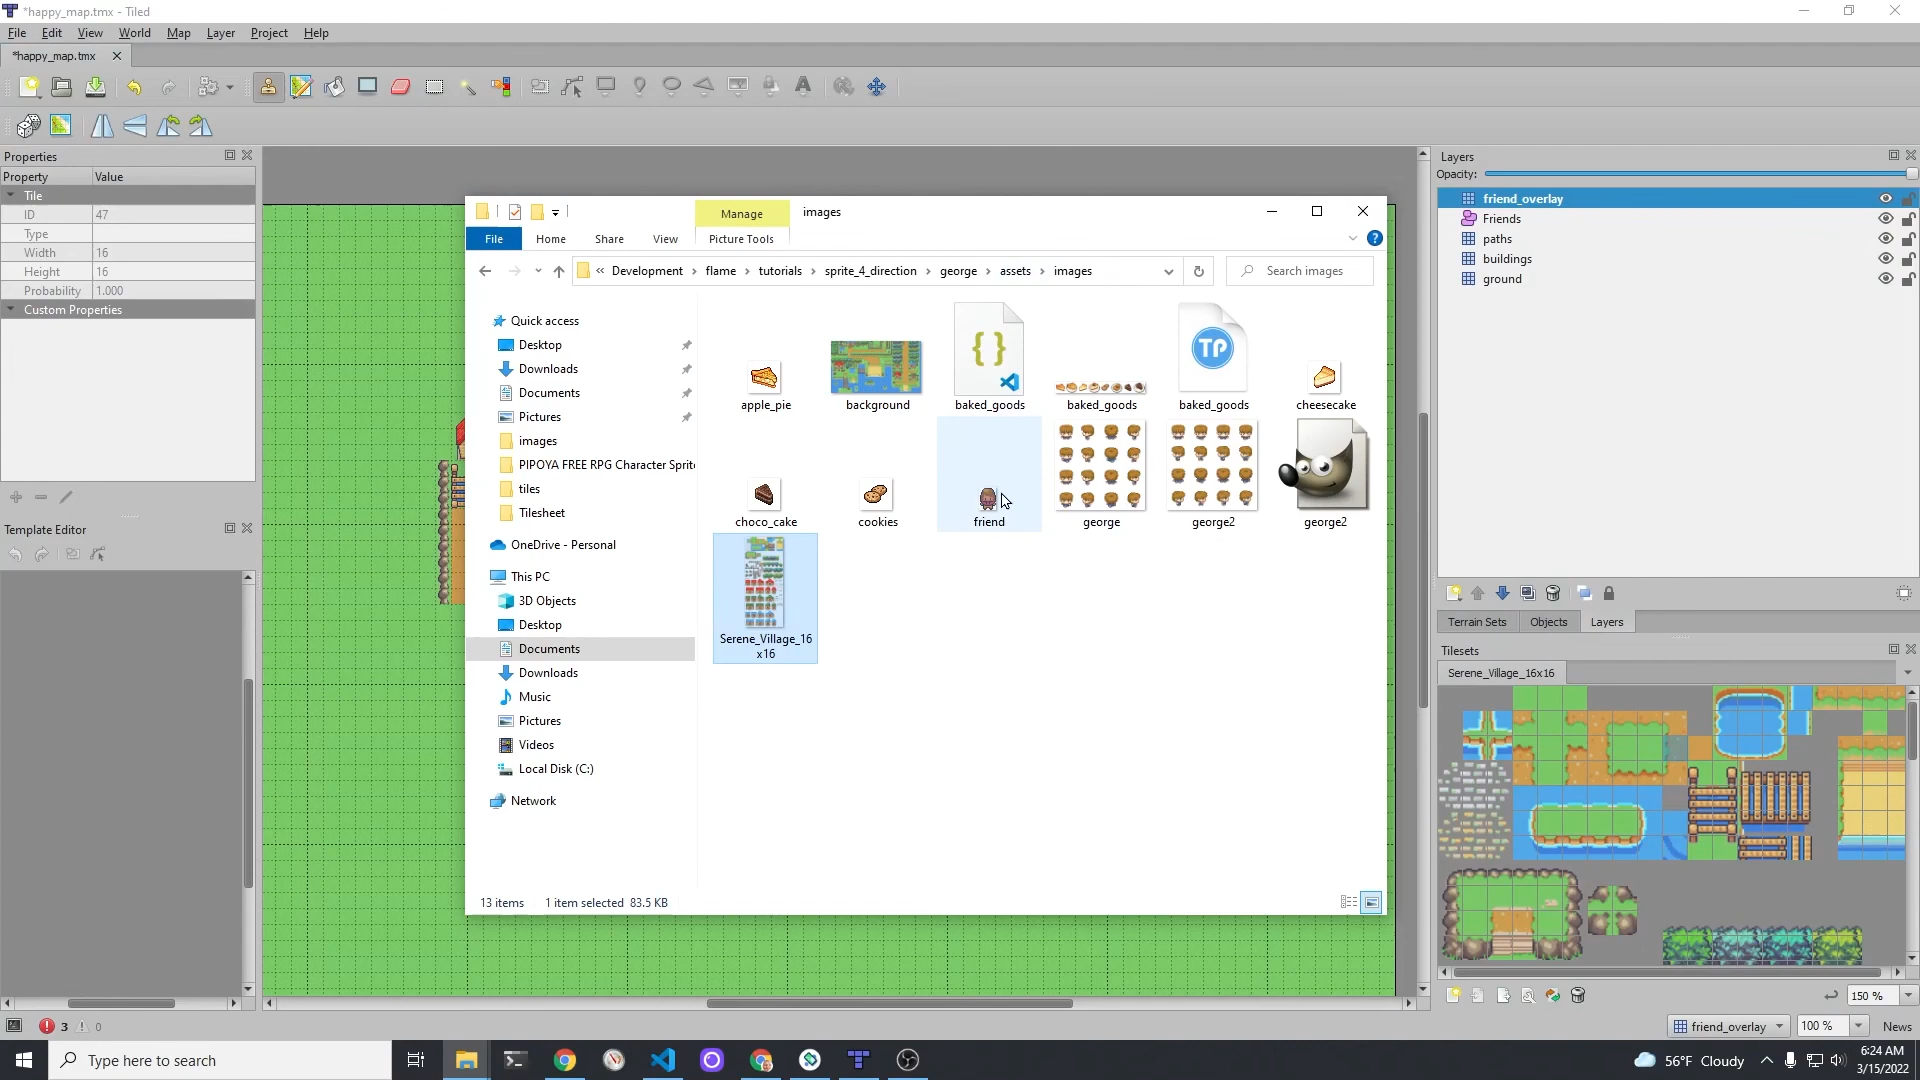 *happy_map.tmx - Tiled
File Edit View World Map Layer Project Help
*happy_map.tmx
Properties
Property Value
Tile
ID 47
Type
Width 16
Height 16
Probability 1.000
Custom Properties
Template Editor
3 0
Manage images
File Home Share View Picture Tools
« Development › flame › tutorials › sprite_4_direction › george › assets › images
Search images
Quick access
Desktop
Downloads
Documents
Pictures
images
PIPOYA FREE RPG Character Sprite
tiles
Tilesheet
OneDrive - Personal
This PC
3D Objects
Desktop
Documents
Downloads
Music
Pictures
Videos
Local Disk (C:)
Network
{ }
TP
apple_pie background baked_goods baked_goods baked_goods cheesecake
choco_cake cookies friend george george2 george2
Serene_Village_16
x16
13 items 1 item selected 83.5 KB
Layers
Opacity:
friend_overlay
Friends
paths
buildings
ground
Terrain Sets Objects Layers
Tilesets
Serene_Village_16x16
150 %
friend_overlay 100 % News
Type here to search
56°F Cloudy
6:24 AM
3/15/2022